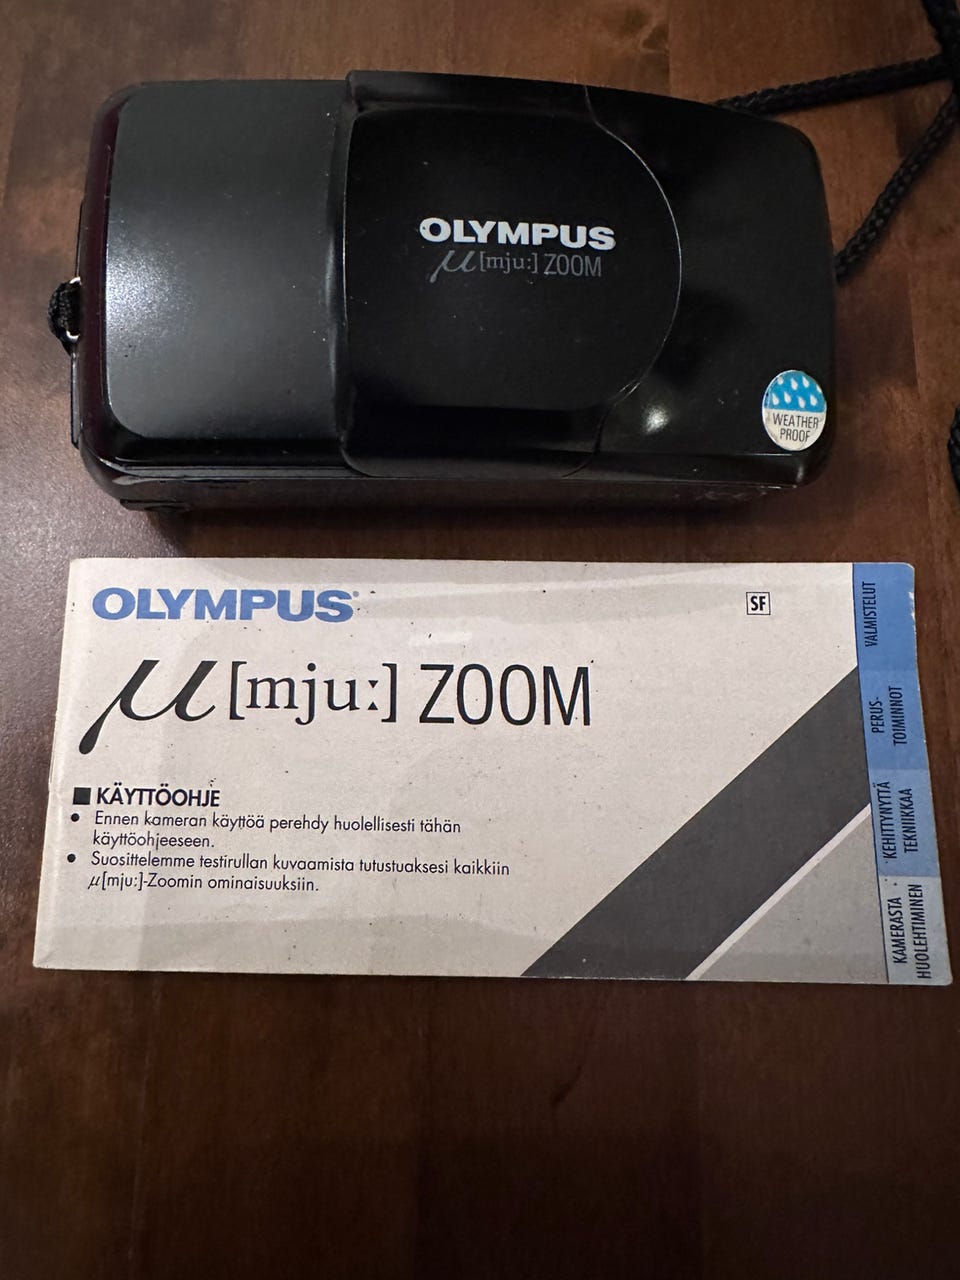 OLYMPUS
µ[mju:] ZOOM
WEATHER
PROOF
OLYMPUS®
SF
µ[mju:] ZOOM
■ KÄYTTÖOHJE
• Ennen kameran käyttöä perehdy huolellisesti tähän
käyttöohjeeseen.
• Suosittelemme testirullan kuvaamista tutustuaksesi kaikkiin
µ[mju:]-Zoomin ominaisuuksiin.
VALMISTELUT
PERUS-
TOIMINNOT
KEHITTYNYTTÄ
TEKNIIKKAA
KAMERASTA
HUOLEHTIMINEN